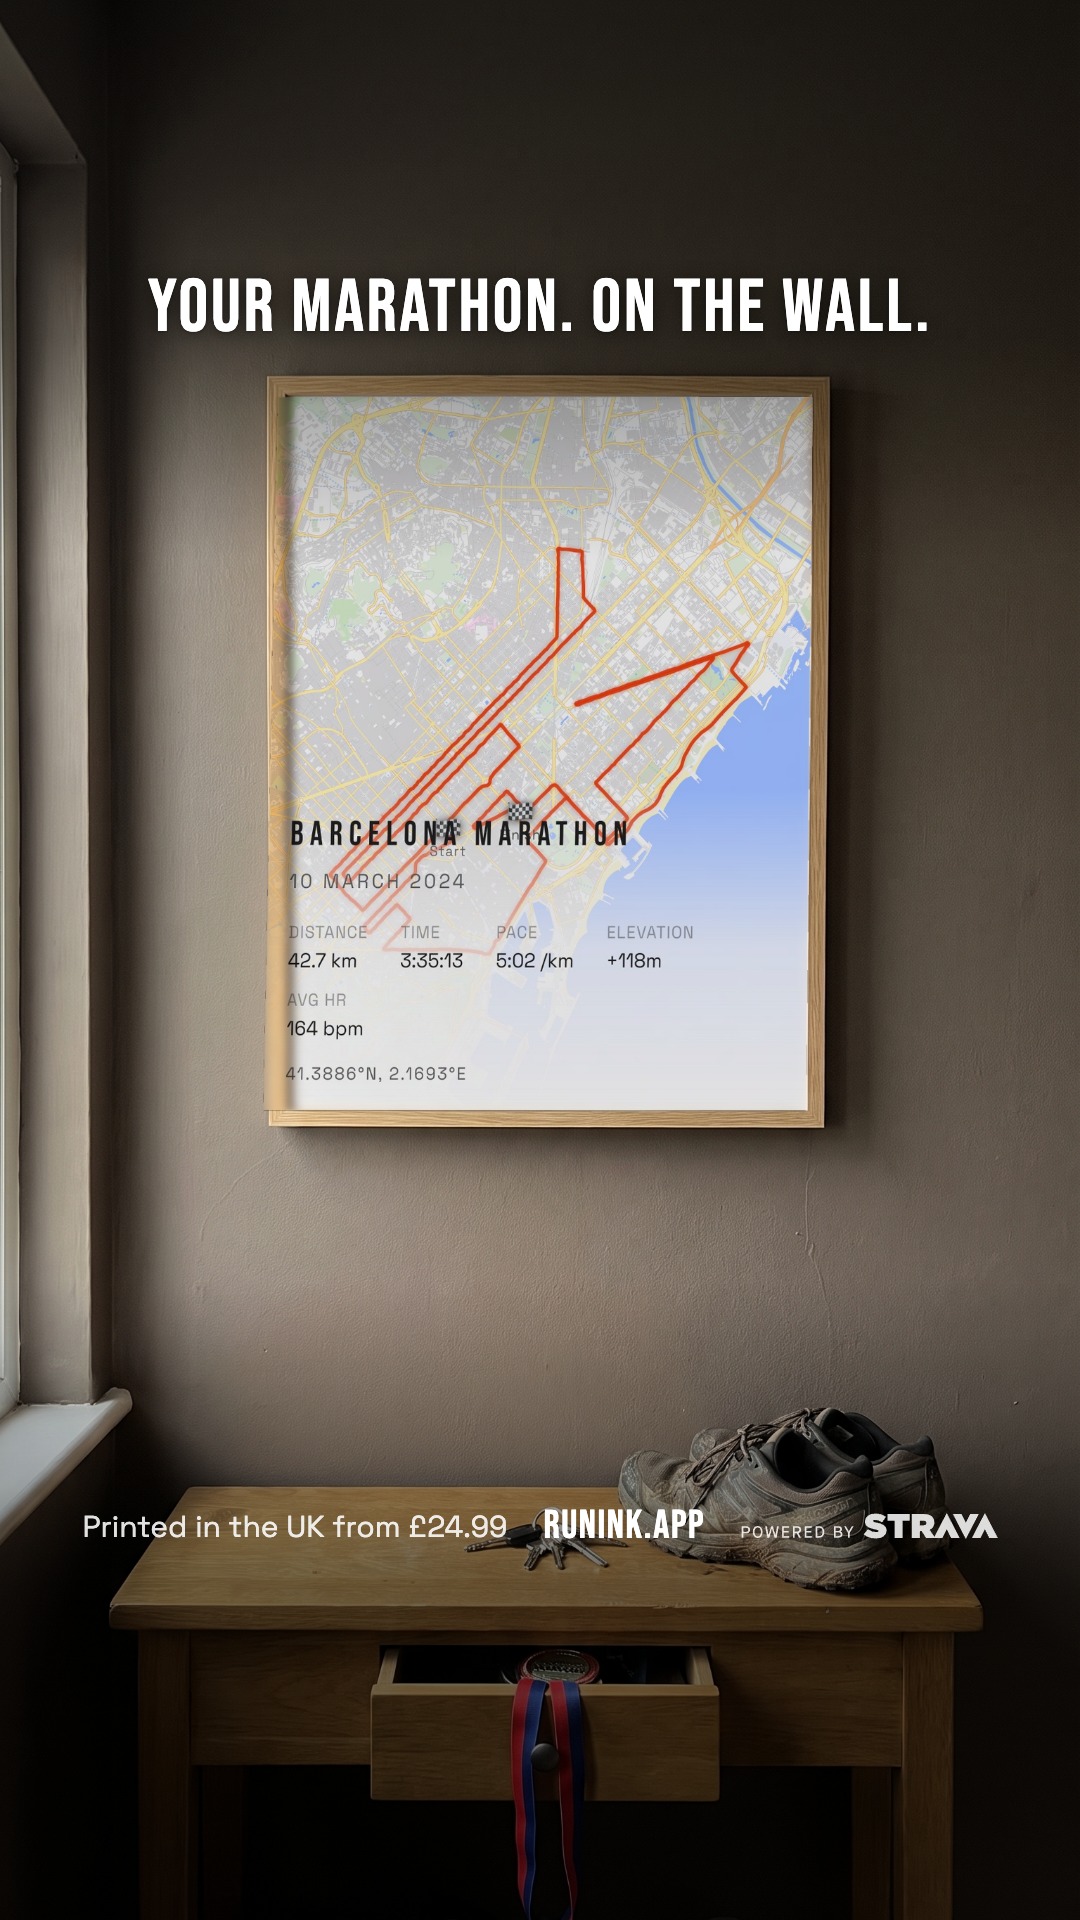 YOUR MARATHON. ON THE WALL.
BARCELONA MARATHON
Start
10 MARCH 2024
DISTANCE TIME PACE ELEVATION
42.7 km 3:35:13 5:02 /km +118m
AVG HR
164 bpm
41.3886°N, 2.1693°E
Printed in the UK from £24.99 RUNINK.APP POWERED BY STRAVA